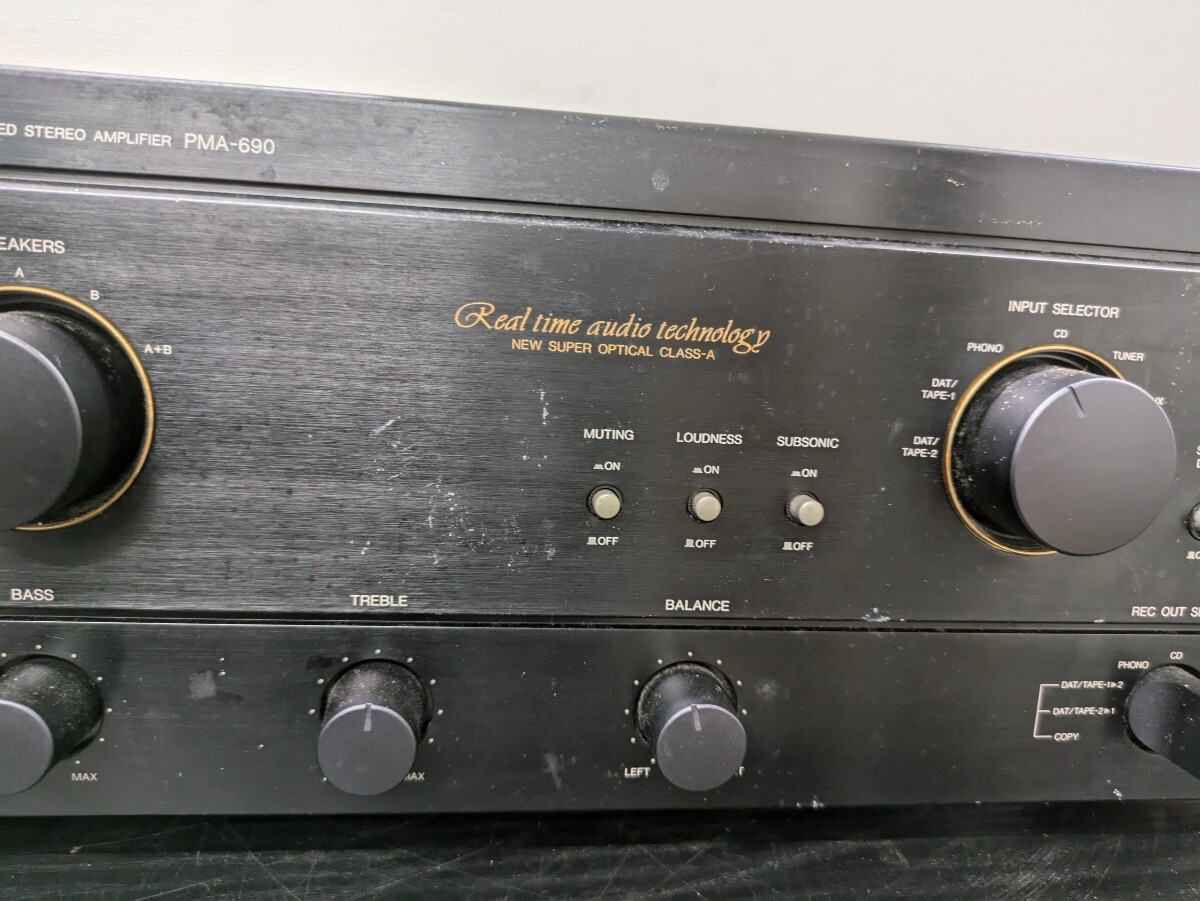 ED STEREO AMPLIFIER PMA-690
EAKERS
A
B
A+B
Real time audio technology
NEW SUPER OPTICAL CLASS-A
MUTING
LOUDNESS
SUBSONIC
ON
ON
ON
OFF
OFF
OFF
INPUT SELECTOR
CD
PHONO
TUNER
DAT/
TAPE-1
DAT/
TAPE-2
BASS
TREBLE
BALANCE
MAX
LEFT
REC OUT
CD
PHONO
DAT/TAPE-1▶2
DAT/TAPE-2▶1
COPY